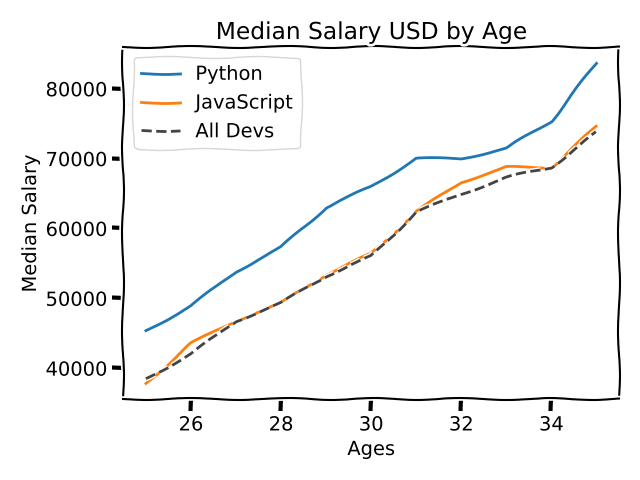 Median Salary USD by Age
Python
JavaScript
All Devs
80000
70000
60000
50000
40000
Median Salary
26 28 30 32 34
Ages